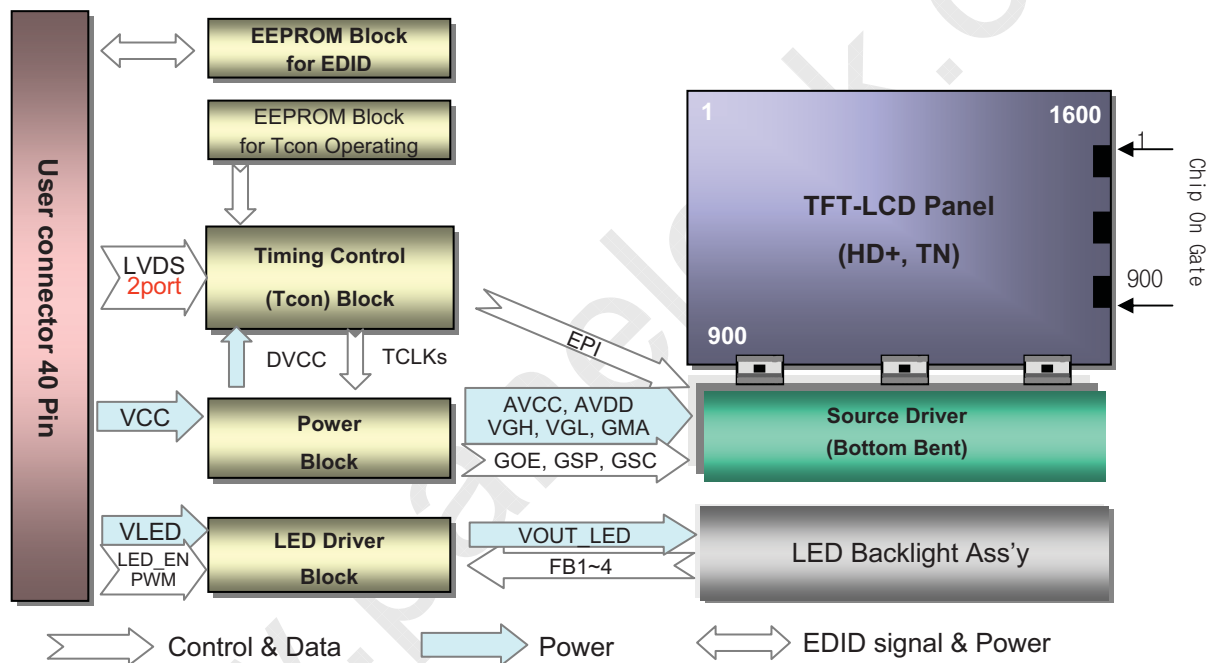 User connector 40 Pin
EEPROM Block
for EDID
EEPROM Block
for Tcon Operating
LVDS
2port
Timing Control
(Tcon) Block
DVCC
TCLKs
EPI
VCC
Power
Block
AVCC, AVDD
VGH, VGL, GMA
GOE, GSP, GSC
VLED
LED_EN
PWM
LED Driver
Block
VOUT_LED
FB1~4
1
1600
TFT-LCD Panel
(HD+, TN)
900
1
900
Chip On Gate
Source Driver
(Bottom Bent)
LED Backlight Ass'y
Control & Data
Power
EDID signal & Power